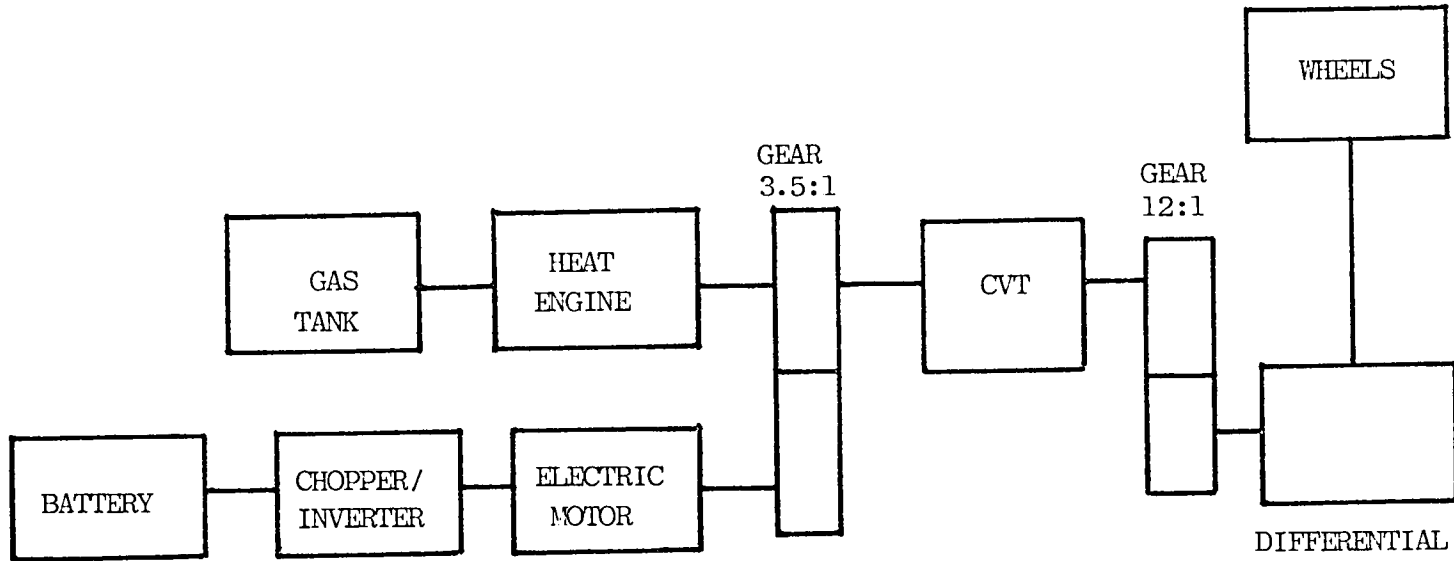 WHEELS
GEAR
3.5:1
GEAR
12:1
GAS
TANK
HEAT
ENGINE
CVT
BATTERY
CHOPPER/
INVERTER
ELECTRIC
MOTOR
DIFFERENTIAL